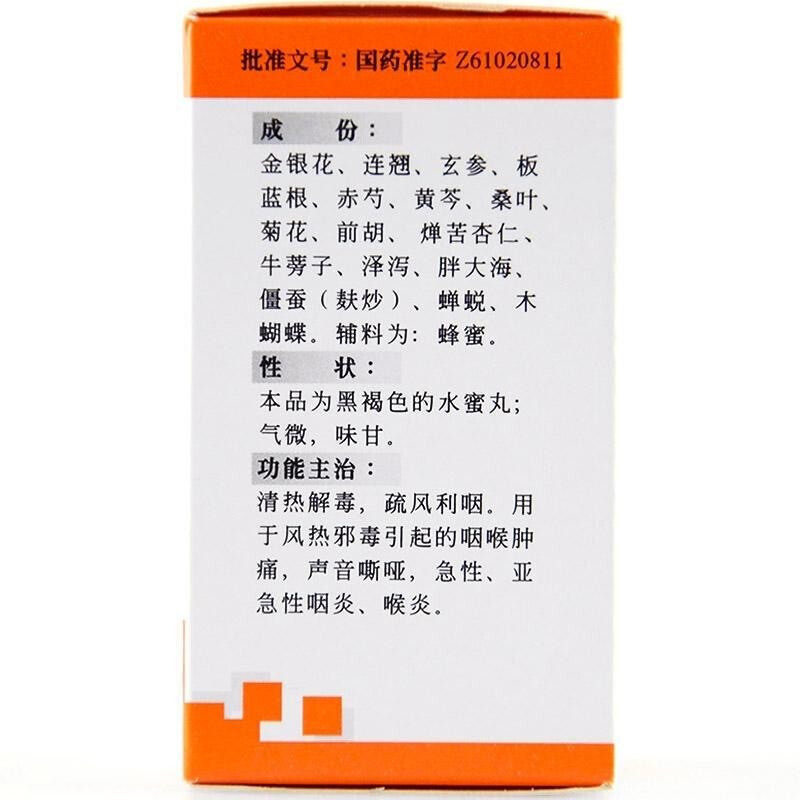 批准文号：国药准字 Z61020811
成　份：
金银花、连翘、玄参、板
蓝根、赤芍、黄芩、桑叶、
菊花、前胡、燀苦杏仁、
牛蒡子、泽泻、胖大海、
僵蚕（麸炒）、蝉蜕、木
蝴蝶。辅料为：蜂蜜。
性　状：
本品为黑褐色的水蜜丸；
气微，味甘。
功能主治：
清热解毒，疏风利咽。用
于风热邪毒引起的咽喉肿
痛，声音嘶哑，急性、亚
急性咽炎、喉炎。